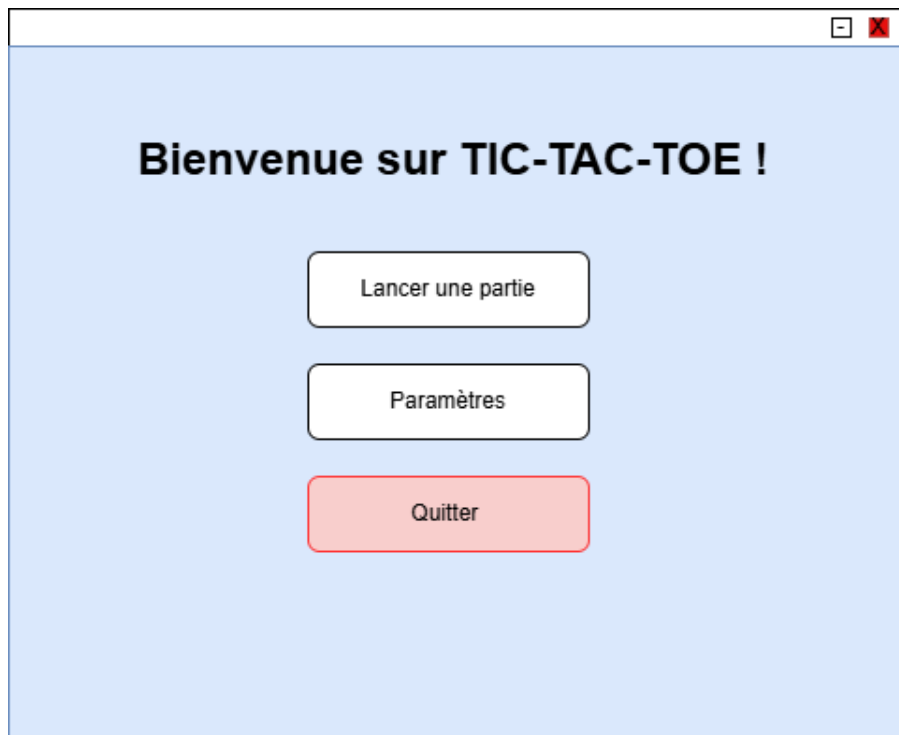 - X
Bienvenue sur TIC-TAC-TOE !
Lancer une partie
Paramètres
Quitter